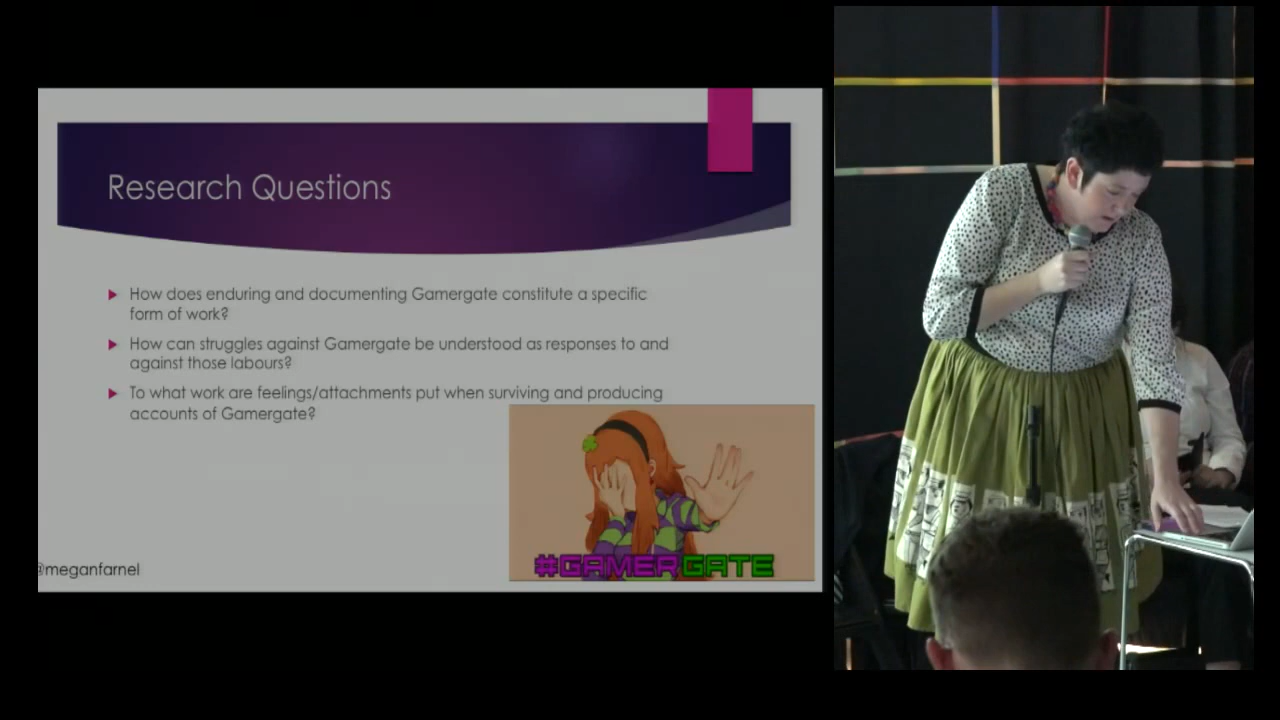 Research Questions
How does enduring and documenting Gamergate constitute a specific
form of work?
How can struggles against Gamergate be understood as responses to and
against those labours?
To what work are feelings/attachments put when surviving and producing
accounts of Gamergate?
#GAMERGATE
@meganfarnel